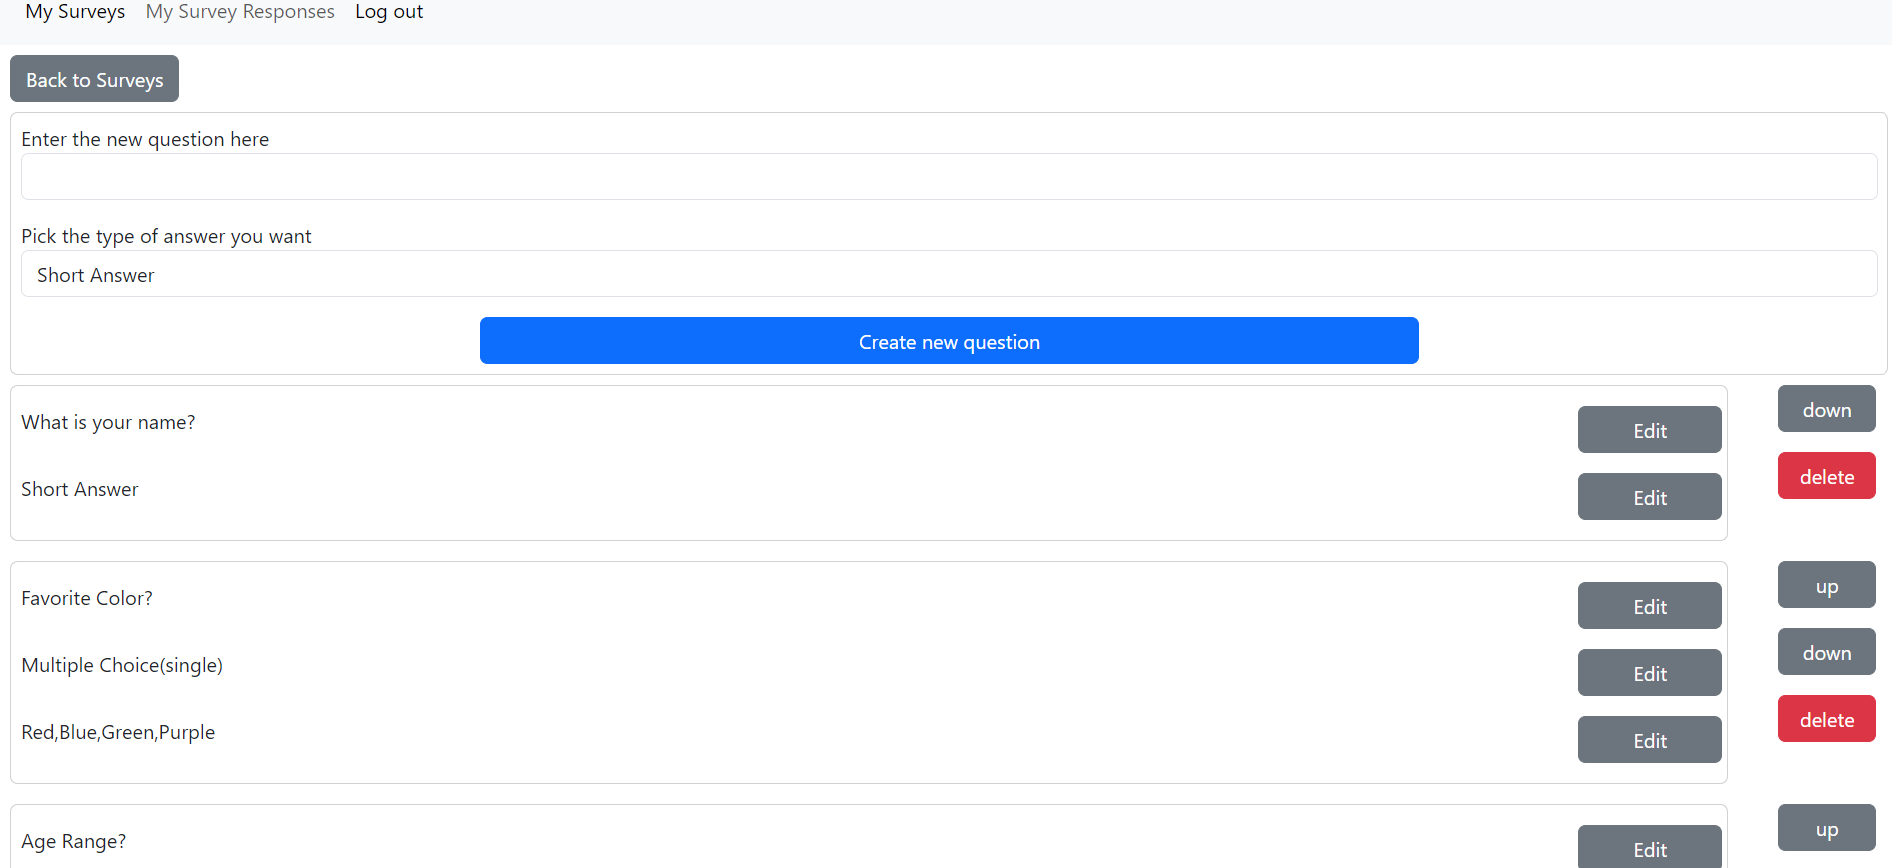 My Surveys My Survey Responses Log out
Back to Surveys
Enter the new question here
Pick the type of answer you want
Short Answer
Create new question
What is your name?
Edit
down
Short Answer
Edit
delete
Favorite Color?
Edit
up
Multiple Choice(single)
Edit
down
Red,Blue,Green,Purple
Edit
delete
Age Range?
Edit
up